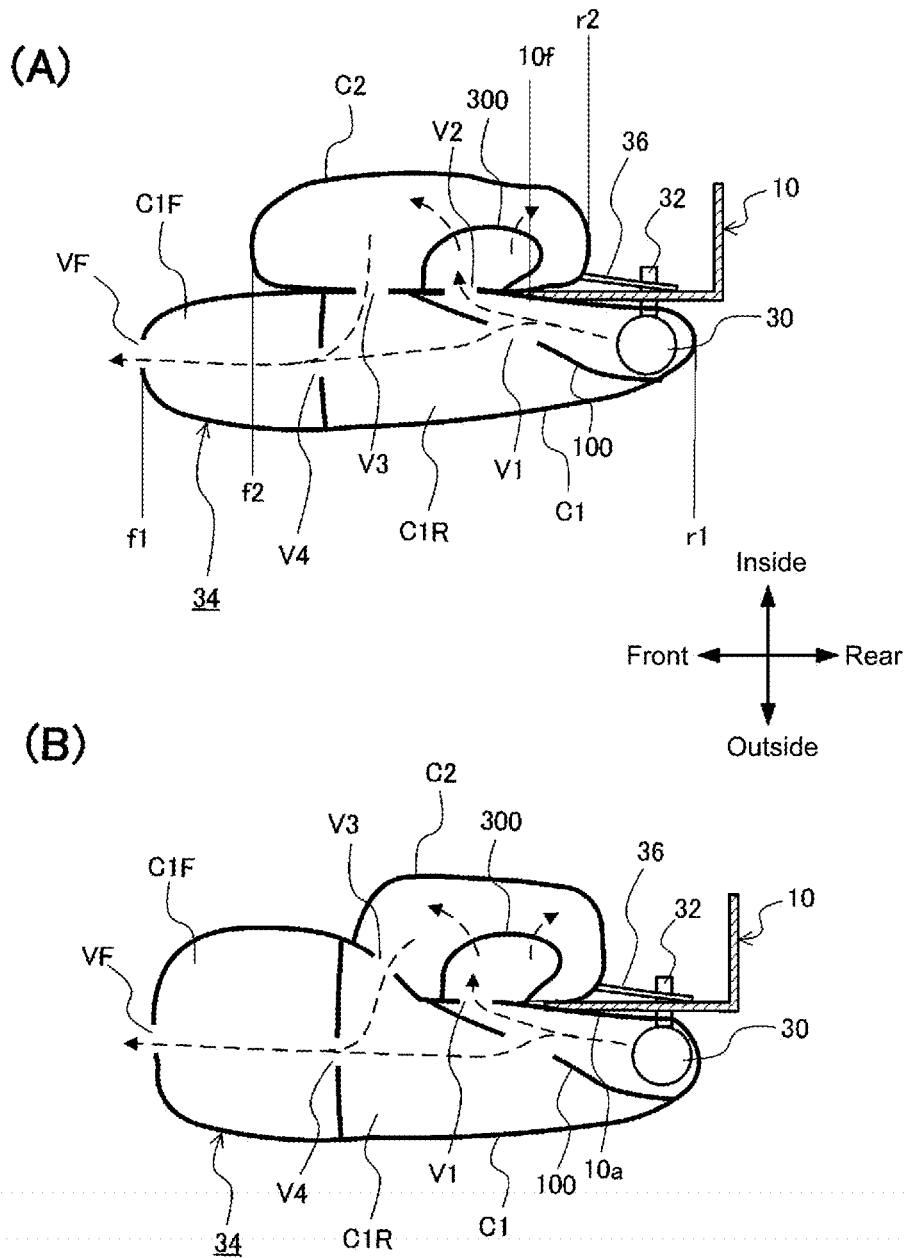 (A)
r2
10f
C2
300
V2
36
32
10
C1F
VF
30
V3
V1
100
f2
C1
C1R
f1
V4
r1
34
Inside
Front
Rear
Outside
(B)
C2
V3
300
C1F
36
32
10
VF
30
V4
V1
100
10a
34
C1R
C1